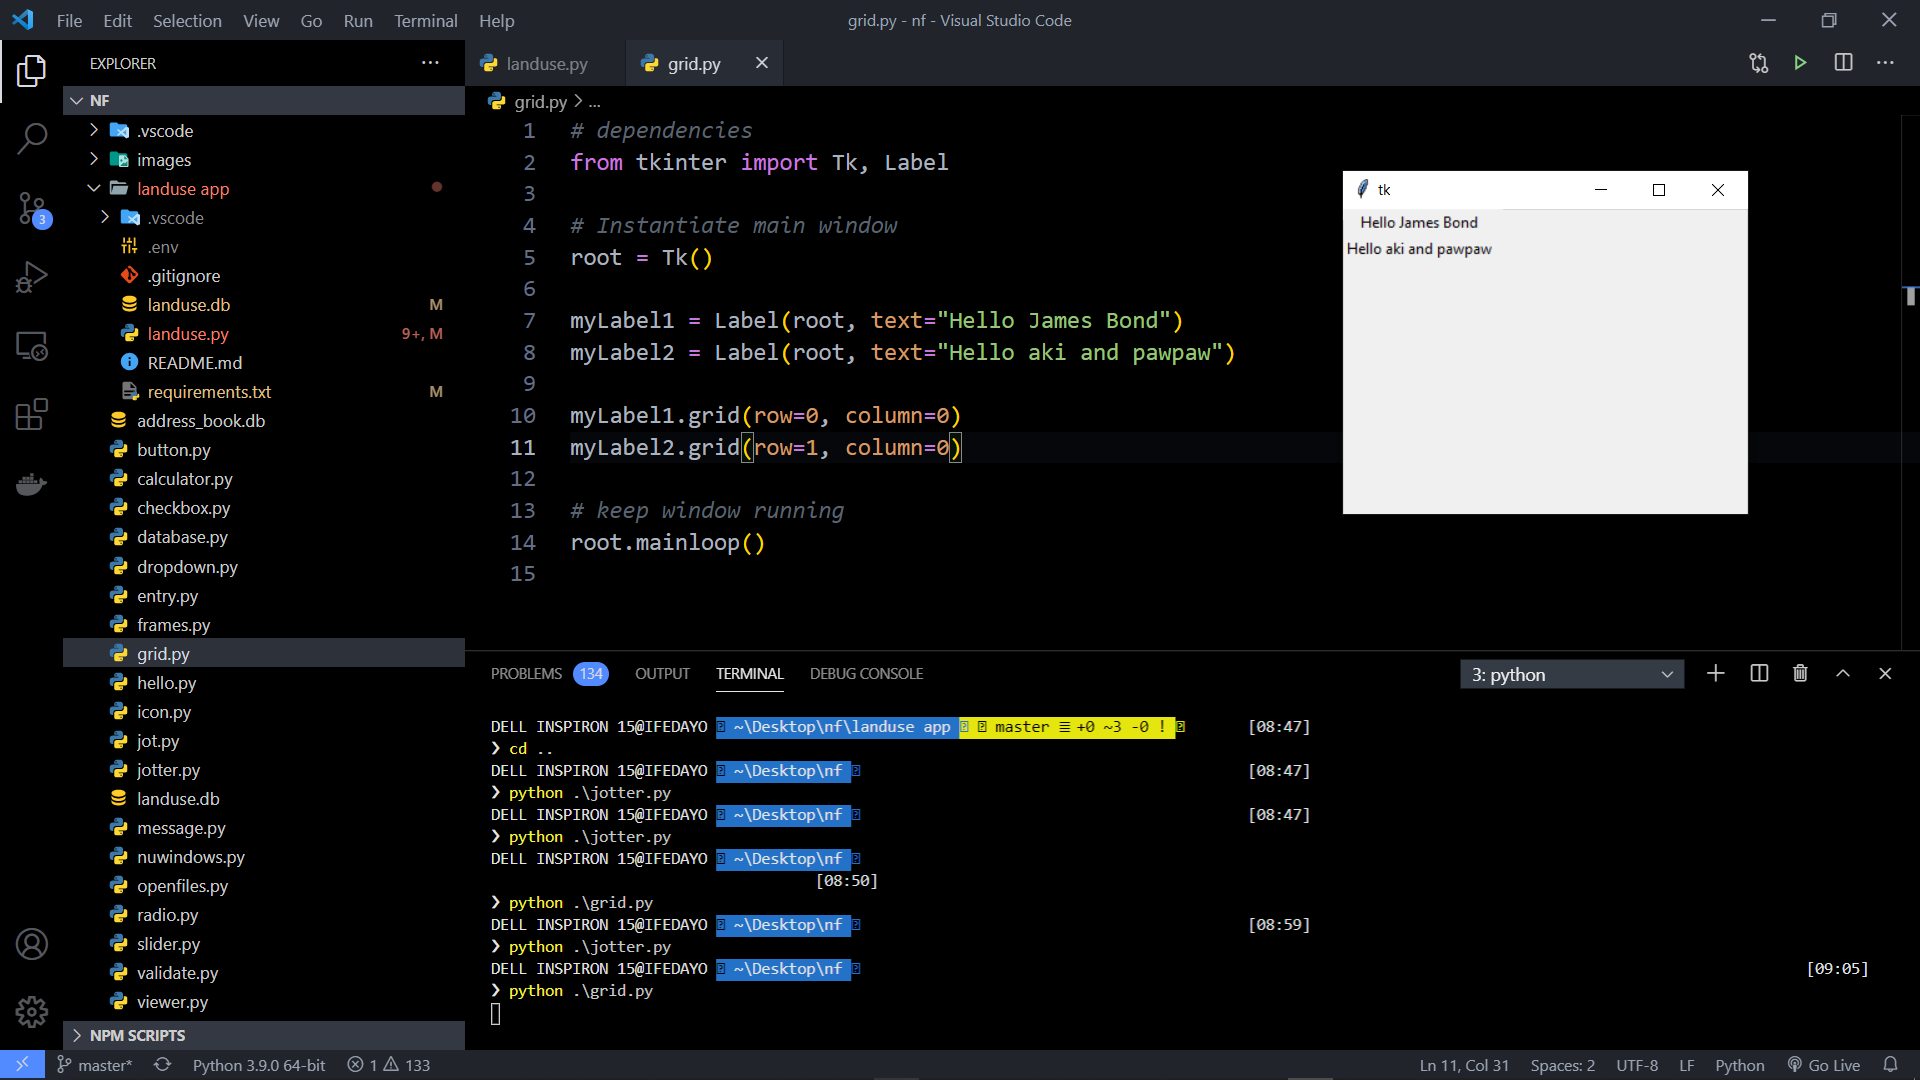 File Edit Selection View Go Run Terminal Help
grid.py - nf - Visual Studio Code
EXPLORER
NF
.vscode
images
landuse app
.vscode
.env
.gitignore
landuse.db M
landuse.py 9+, M
README.md
requirements.txt M
address_book.db
button.py
calculator.py
checkbox.py
database.py
dropdown.py
entry.py
frames.py
grid.py
hello.py
icon.py
jot.py
jotter.py
landuse.db
message.py
nuwindows.py
openfiles.py
radio.py
slider.py
validate.py
viewer.py
NPM SCRIPTS
3
landuse.py
grid.py
grid.py > ...
1 # dependencies
2 from tkinter import Tk, Label
3
4 # Instantiate main window
5 root = Tk()
6
7 myLabel1 = Label(root, text="Hello James Bond")
8 myLabel2 = Label(root, text="Hello aki and pawpaw")
9
10 myLabel1.grid(row=0, column=0)
11 myLabel2.grid(row=1, column=0)
12
13 # keep window running
14 root.mainloop()
15
tk
Hello James Bond
Hello aki and pawpaw
PROBLEMS 134 OUTPUT TERMINAL DEBUG CONSOLE
3: python
DELL INSPIRON 15@IFEDAYO ~\Desktop\nf\landuse app master ≡ +0 ~3 -0 ! [08:47]
❯ cd ..
DELL INSPIRON 15@IFEDAYO ~\Desktop\nf [08:47]
❯ python .\jotter.py
DELL INSPIRON 15@IFEDAYO ~\Desktop\nf [08:47]
❯ python .\jotter.py
DELL INSPIRON 15@IFEDAYO ~\Desktop\nf
[08:50]
❯ python .\grid.py
DELL INSPIRON 15@IFEDAYO ~\Desktop\nf [08:59]
❯ python .\jotter.py
DELL INSPIRON 15@IFEDAYO ~\Desktop\nf [09:05]
❯ python .\grid.py
master* Python 3.9.0 64-bit 1 133 Ln 11, Col 31 Spaces: 2 UTF-8 LF Python Go Live